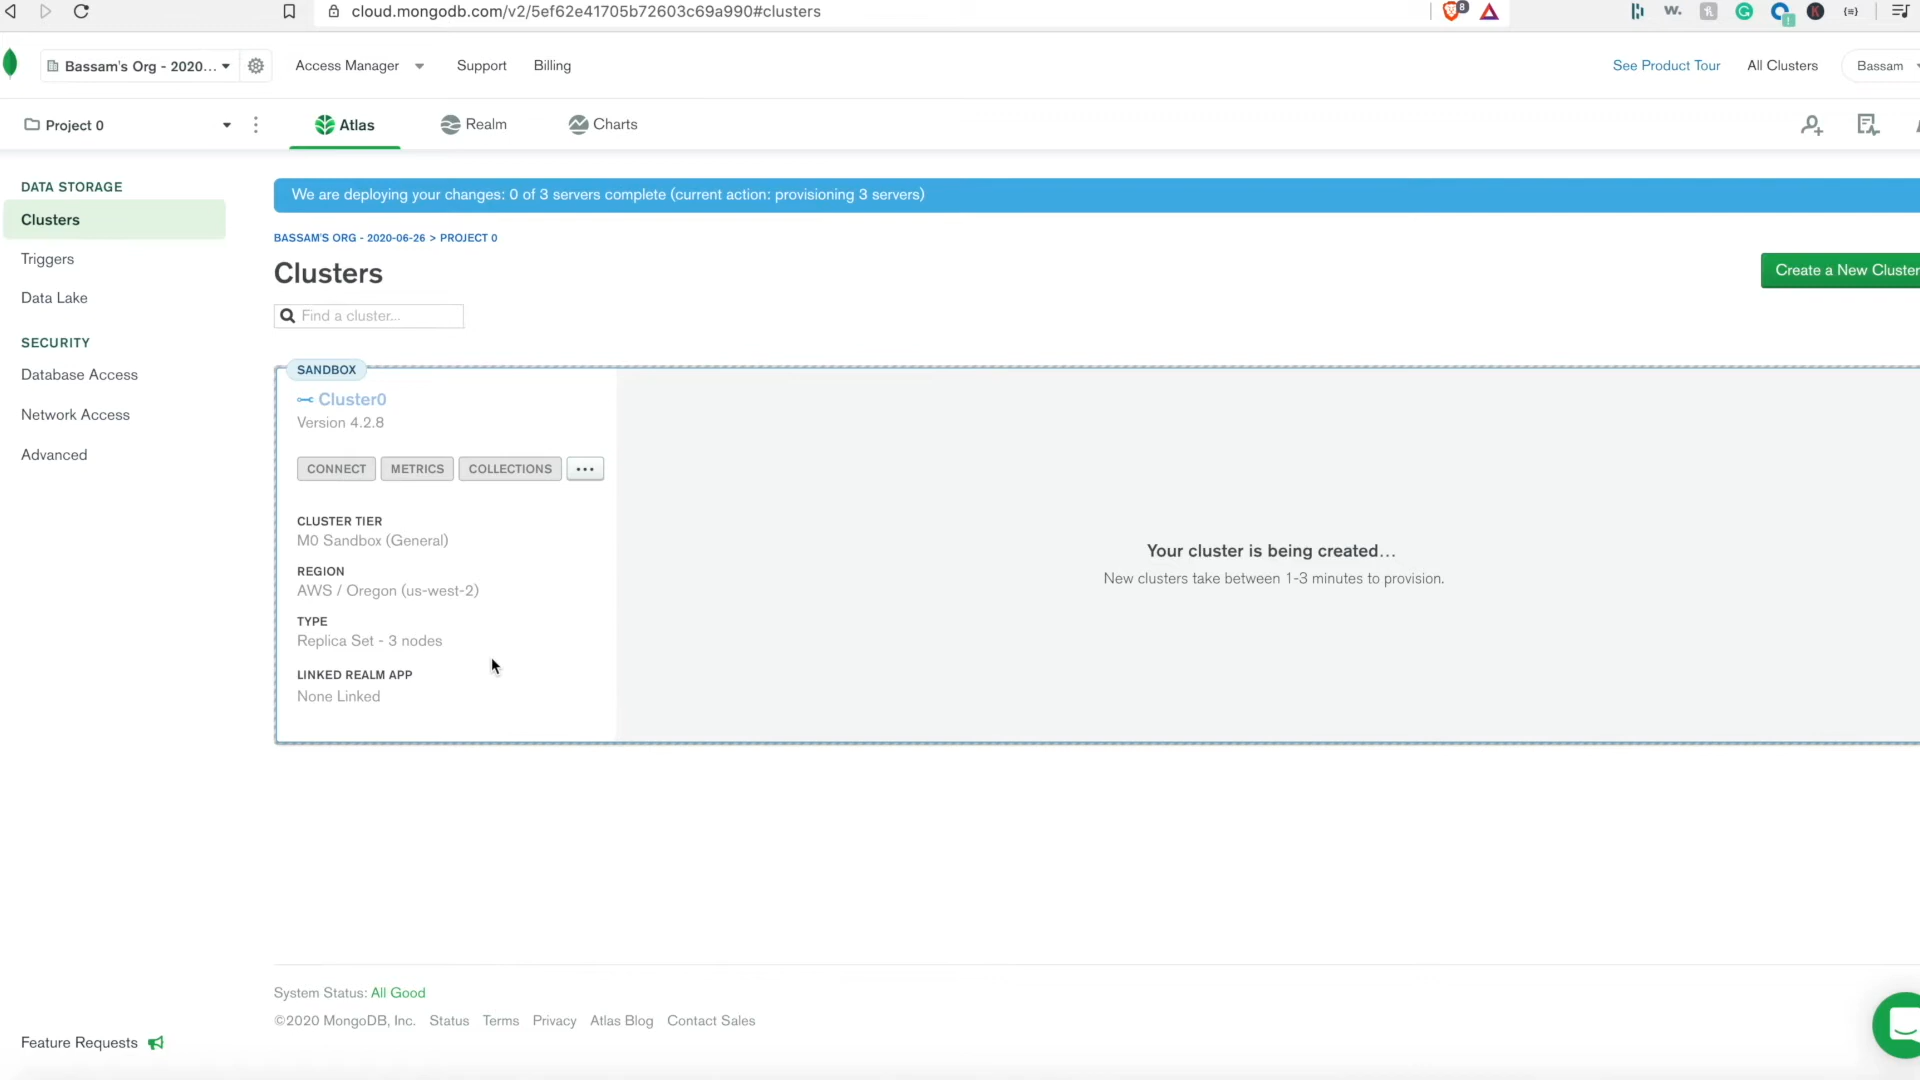 cloud.mongodb.com/v2/5ef62e41705b72603c69a990#clusters
8
w.
Bassam's Org - 2020...
Access Manager
Support
Billing
See Product Tour
All Clusters
Bassam
Project 0
Atlas
Realm
Charts
DATA STORAGE
Clusters
Triggers
Data Lake
SECURITY
Database Access
Network Access
Advanced
We are deploying your changes: 0 of 3 servers complete (current action: provisioning 3 servers)
BASSAM'S ORG - 2020-06-26 > PROJECT 0
Clusters
Create a New Cluster
Find a cluster...
SANDBOX
Cluster0
Version 4.2.8
CONNECT
METRICS
COLLECTIONS
...
CLUSTER TIER
M0 Sandbox (General)
REGION
AWS / Oregon (us-west-2)
TYPE
Replica Set - 3 nodes
LINKED REALM APP
None Linked
Your cluster is being created...
New clusters take between 1-3 minutes to provision.
System Status: All Good
©2020 MongoDB, Inc. Status Terms Privacy Atlas Blog Contact Sales
Feature Requests